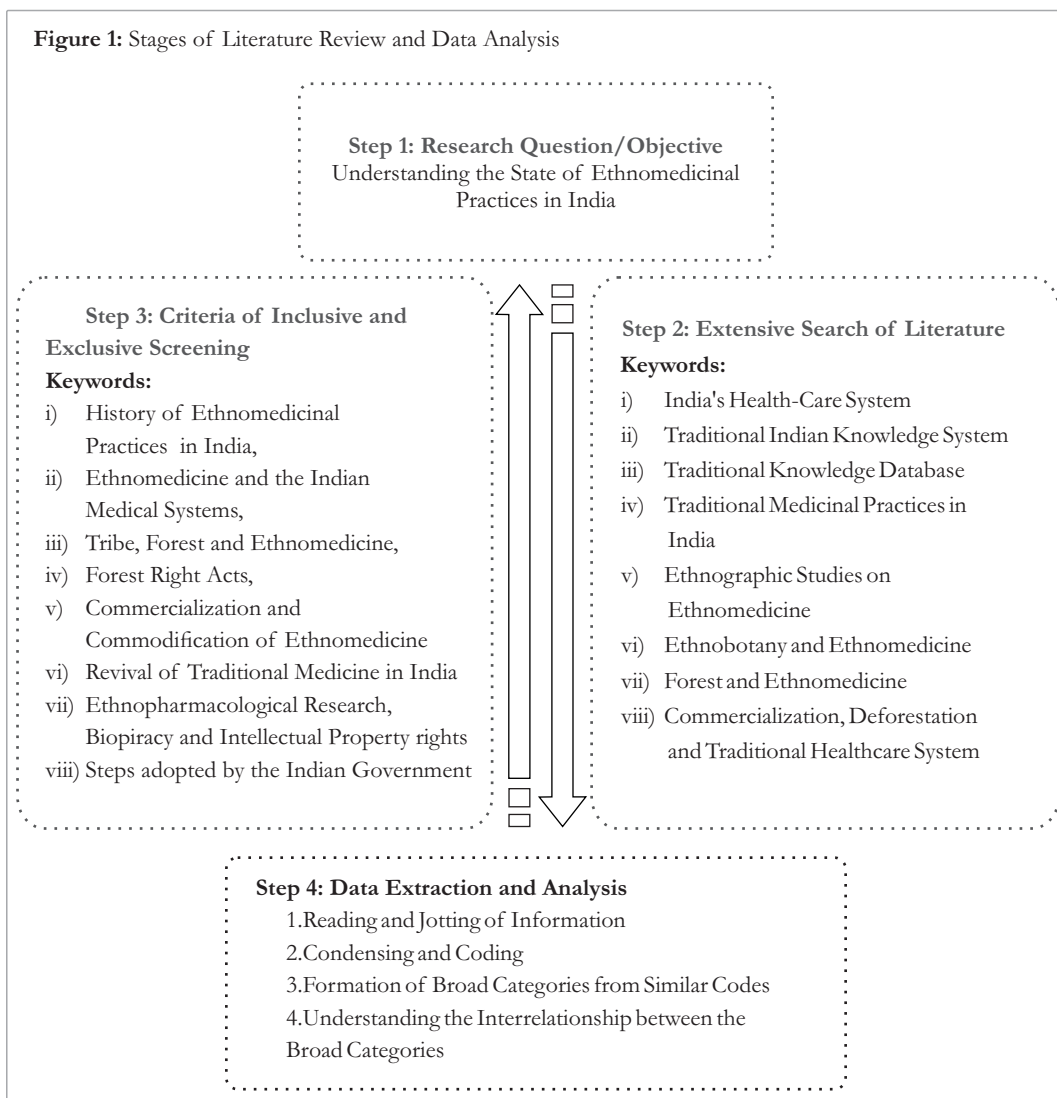 Figure 1: Stages of Literature Review and Data Analysis
Step 1: Research Question/Objective
Understanding the State of Ethnomedicinal
Practices in India
Step 3: Criteria of Inclusive and
Exclusive Screening
Keywords:
i) History of Ethnomedicinal
Practices in India,
ii) Ethnomedicine and the Indian
Medical Systems,
iii) Tribe, Forest and Ethnomedicine,
iv) Forest Right Acts,
v) Commercialization and
Commodification of Ethnomedicine
vi) Revival of Traditional Medicine in India
vii) Ethnopharmacological Research,
Biopiracy and Intellectual Property rights
viii) Steps adopted by the Indian Government
Step 2: Extensive Search of Literature
Keywords:
i) India's Health-Care System
ii) Traditional Indian Knowledge System
iii) Traditional Knowledge Database
iv) Traditional Medicinal Practices in
India
v) Ethnographic Studies on
Ethnomedicine
vi) Ethnobotany and Ethnomedicine
vii) Forest and Ethnomedicine
viii) Commercialization, Deforestation
and Traditional Healthcare System
Step 4: Data Extraction and Analysis
1.Reading and Jotting of Information
2.Condensing and Coding
3.Formation of Broad Categories from Similar Codes
4.Understanding the Interrelationship between the
Broad Categories